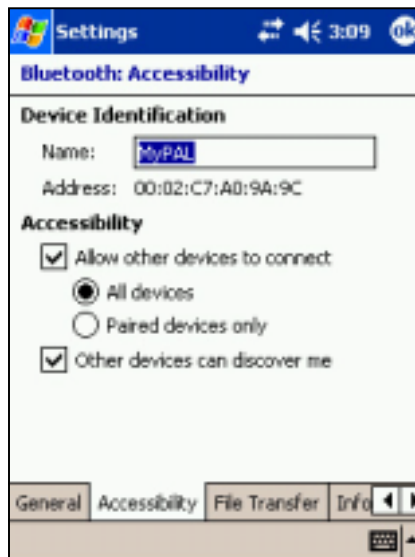 Settings 3:09 ok
Bluetooth: Accessibility
Device Identification
Name: MyPAL
Address: 00:02:C7:A0:9A:9C
Accessibility
Allow other devices to connect
All devices
Paired devices only
Other devices can discover me
General Accessibility File Transfer Info